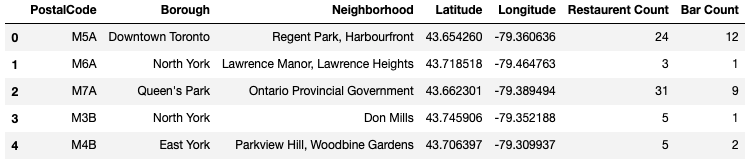 PostalCode Borough Neighborhood Latitude Longitude Restaurent Count Bar Count
0 M5A Downtown Toronto Regent Park, Harbourfront 43.654260 -79.360636 24 12
1 M6A North York Lawrence Manor, Lawrence Heights 43.718518 -79.464763 3 1
2 M7A Queen's Park Ontario Provincial Government 43.662301 -79.389494 31 9
3 M3B North York Don Mills 43.745906 -79.352188 5 1
4 M4B East York Parkview Hill, Woodbine Gardens 43.706397 -79.309937 5 2